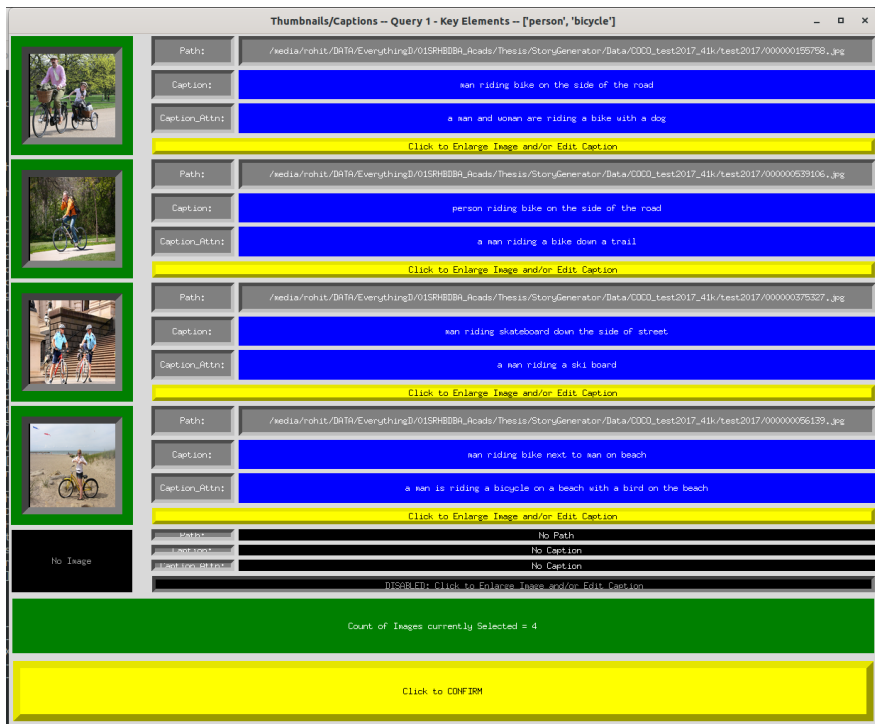 Thumbnails/Captions -- Query 1 - Key Elements -- ['person', 'bicycle']
Path: /media/rohit/DATA/EverythingD/01SRHBDBA_Acads/Thesis/StoryGenerator/Data/COCO_test2017_41k/test2017/000000155758.jpg
Caption: man riding bike on the side of the road
Caption_Attn: a man and woman are riding a bike with a dog
Click to Enlarge Image and/or Edit Caption
Path: /media/rohit/DATA/EverythingD/01SRHBDBA_Acads/Thesis/StoryGenerator/Data/COCO_test2017_41k/test2017/000000539106.jpg
Caption: person riding bike on the side of the road
Caption_Attn: a man riding a bike down a trail
Click to Enlarge Image and/or Edit Caption
Path: /media/rohit/DATA/EverythingD/01SRHBDBA_Acads/Thesis/StoryGenerator/Data/COCO_test2017_41k/test2017/000000375327.jpg
Caption: man riding skateboard down the side of street
Caption_Attn: a man riding a ski board
Click to Enlarge Image and/or Edit Caption
Path: /media/rohit/DATA/EverythingD/01SRHBDBA_Acads/Thesis/StoryGenerator/Data/COCO_test2017_41k/test2017/000000056139.jpg
Caption: man riding bike next to man on beach
Caption_Attn: a man is riding a bicycle on a beach with a bird on the beach
Click to Enlarge Image and/or Edit Caption
No Image
Path: No Path
Caption: No Caption
Caption_Attn: No Caption
DISABLED: Click to Enlarge Image and/or Edit Caption
Count of Images currently Selected = 4
Click to CONFIRM